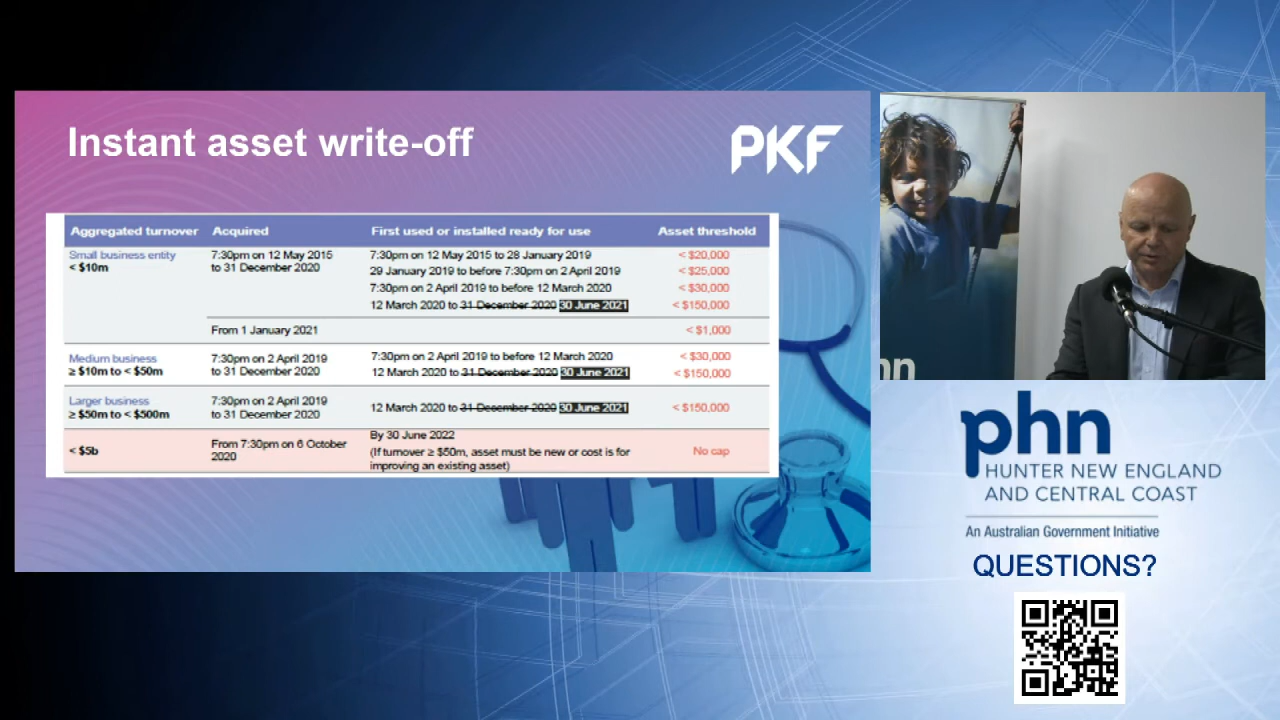 Instant asset write-off
PKF
Aggregated turnover Acquired First used or installed ready for use Asset threshold
Small business entity
< $10m
7:30pm on 12 May 2015
to 31 December 2020
7:30pm on 12 May 2015 to 28 January 2019 < $20,000
29 January 2019 to before 7:30pm on 2 April 2019 < $25,000
7:30pm on 2 April 2019 to before 12 March 2020 < $30,000
12 March 2020 to 31 December 2020 30 June 2021 < $150,000
From 1 January 2021 < $1,000
Medium business
≥ $10m to < $50m
7:30pm on 2 April 2019
to 31 December 2020
7:30pm on 2 April 2019 to before 12 March 2020 < $30,000
12 March 2020 to 31 December 2020 30 June 2021 < $150,000
Larger business
≥ $50m to < $500m
7:30pm on 2 April 2019
to 31 December 2020
12 March 2020 to 31 December 2020 30 June 2021 < $150,000
< $5b
From 7:30pm on 6 October
2020
By 30 June 2022
(If turnover ≥ $50m, asset must be new or cost is for
improving an existing asset)
No cap
phn
HUNTER NEW ENGLAND
AND CENTRAL COAST
An Australian Government Initiative
QUESTIONS?